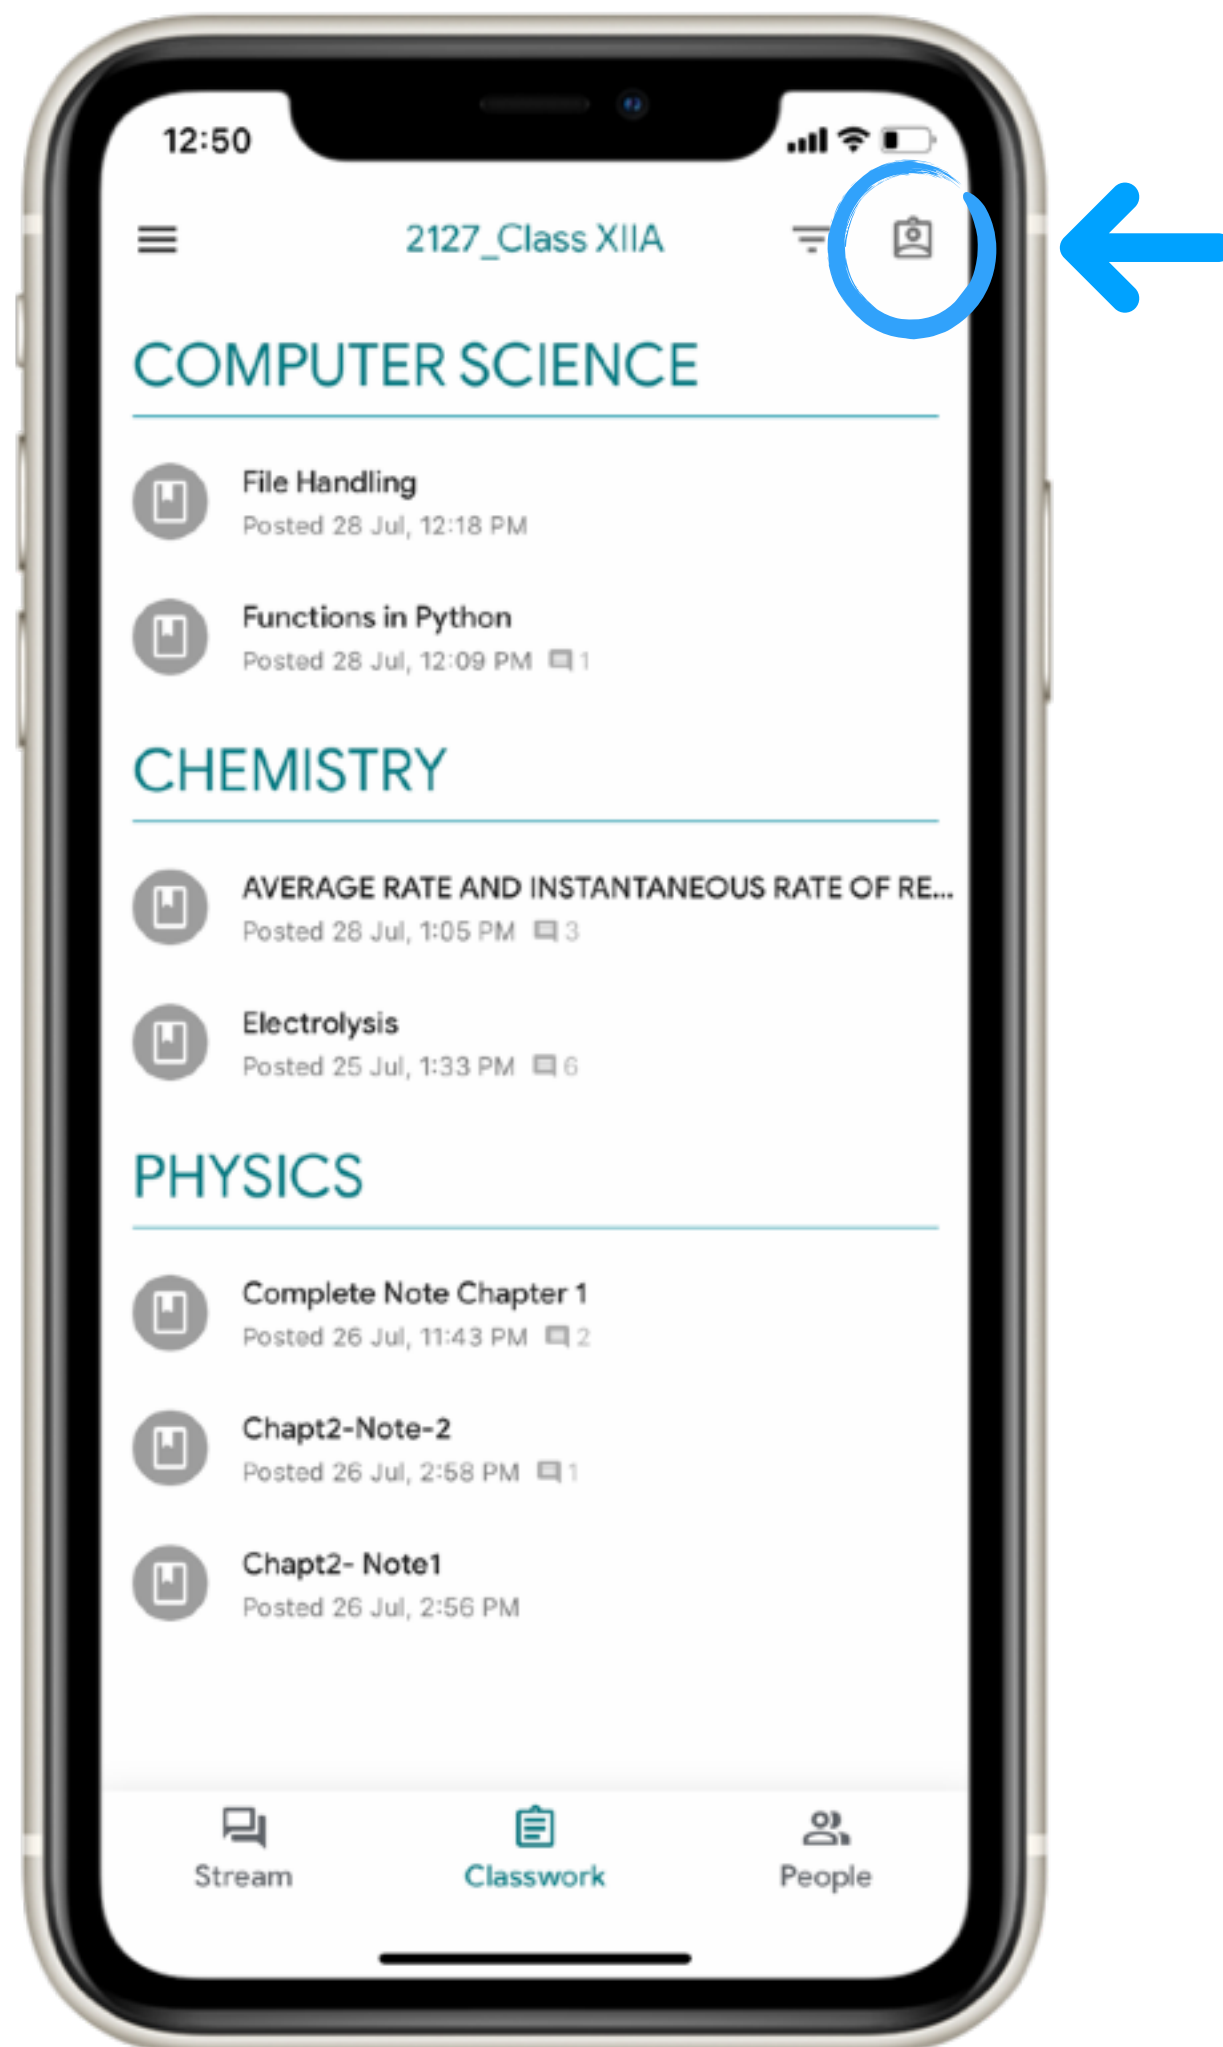 12:50
2127_Class XIIA
COMPUTER SCIENCE
File Handling
Posted 28 Jul, 12:18 PM
Functions in Python
Posted 28 Jul, 12:09 PM 1
CHEMISTRY
AVERAGE RATE AND INSTANTANEOUS RATE OF RE...
Posted 28 Jul, 1:05 PM 3
Electrolysis
Posted 25 Jul, 1:33 PM 6
PHYSICS
Complete Note Chapter 1
Posted 26 Jul, 11:43 PM 2
Chapt2-Note-2
Posted 26 Jul, 2:58 PM 1
Chapt2- Note1
Posted 26 Jul, 2:56 PM
Stream Classwork People